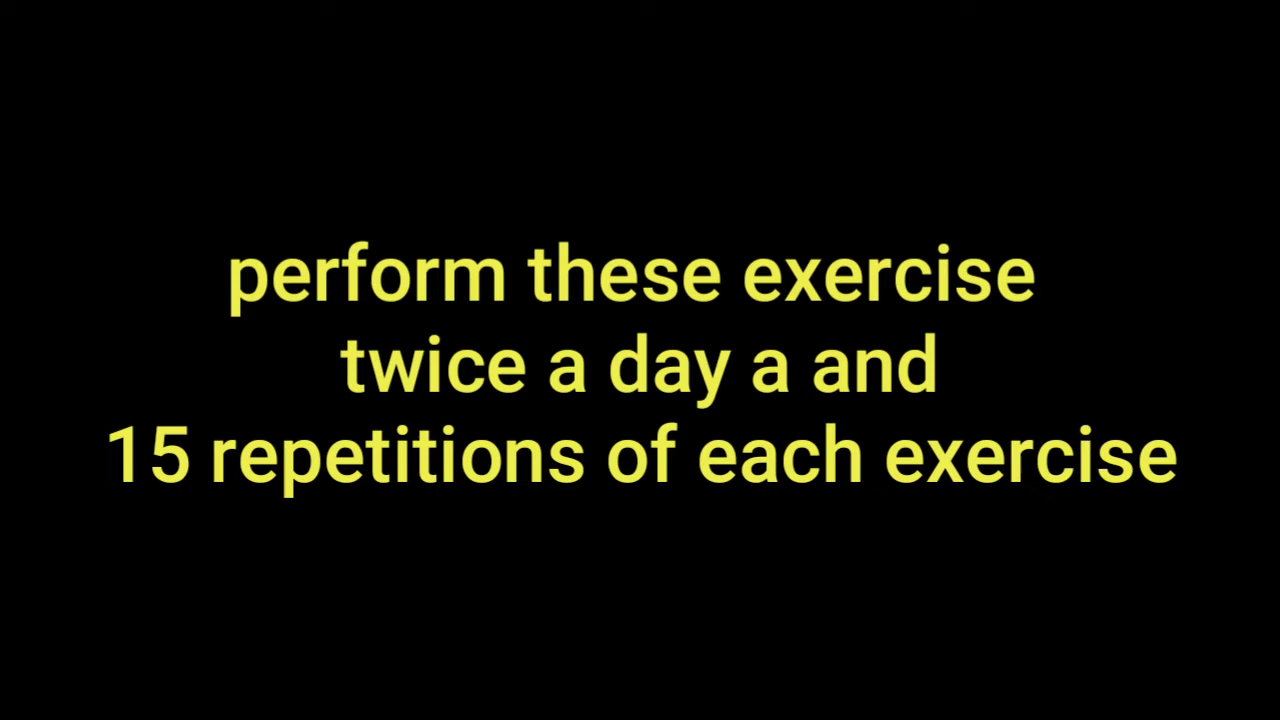 perform these exercise
twice a day a and
15 repetitions of each exercise